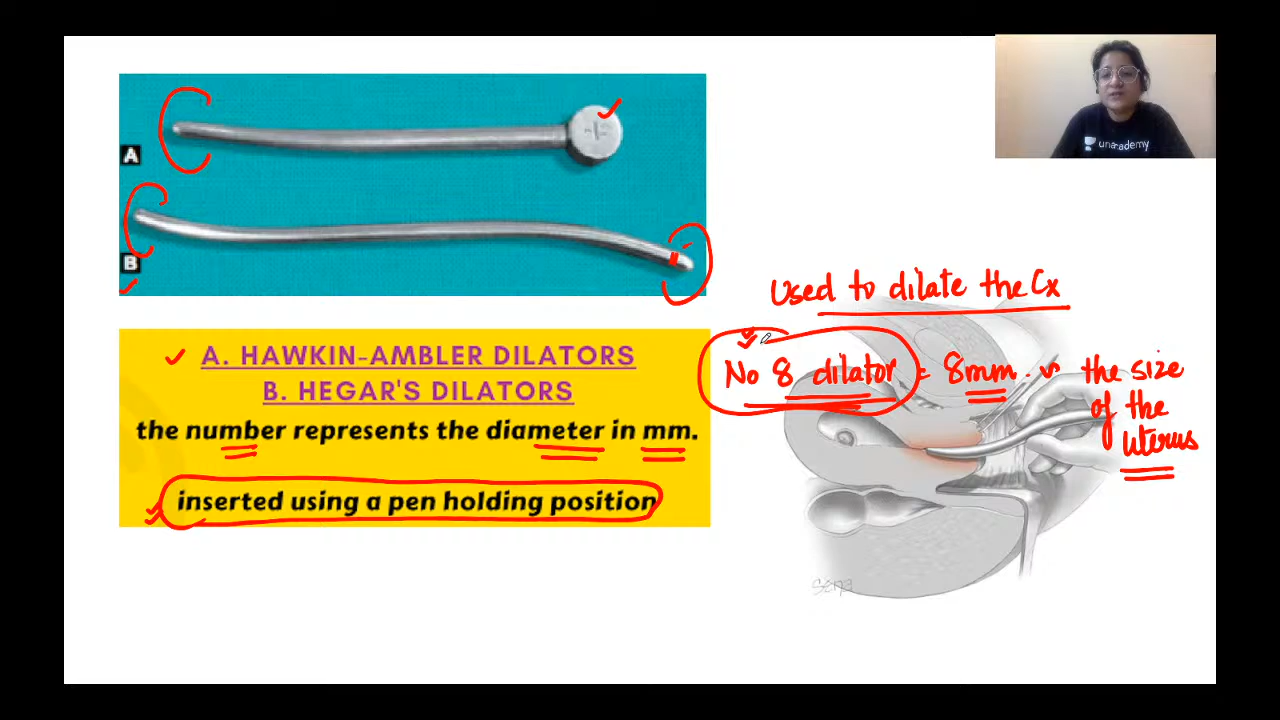 A
B
A. HAWKIN-AMBLER DILATORS
B. HEGAR'S DILATORS
the number represents the diameter in mm.
inserted using a pen holding position
unacademy
Used to dilate the Cx
No 8 dilator = 8mm. ~ the size
of the
uterus